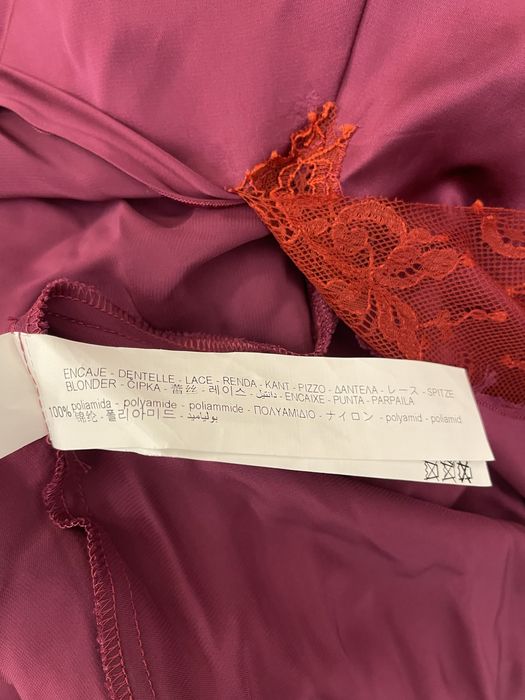 ENCAJE - DENTELLE - LACE - RENDA - KANT - PIZZO - ΔΑΝΤΕΛΑ - レース - SPITZE
BLONDER - ČIPKA - 蕾丝 - 레이스 - دانتيل - ENCAIXE - PUNTA - PARPAILA
100% poliamida - polyamide - poliammide - ΠΟΛΥΑΜΙΔΙΟ - ナイロン - polyamid - poliamid
锦纶 - 폴리아미드 - بولياميد